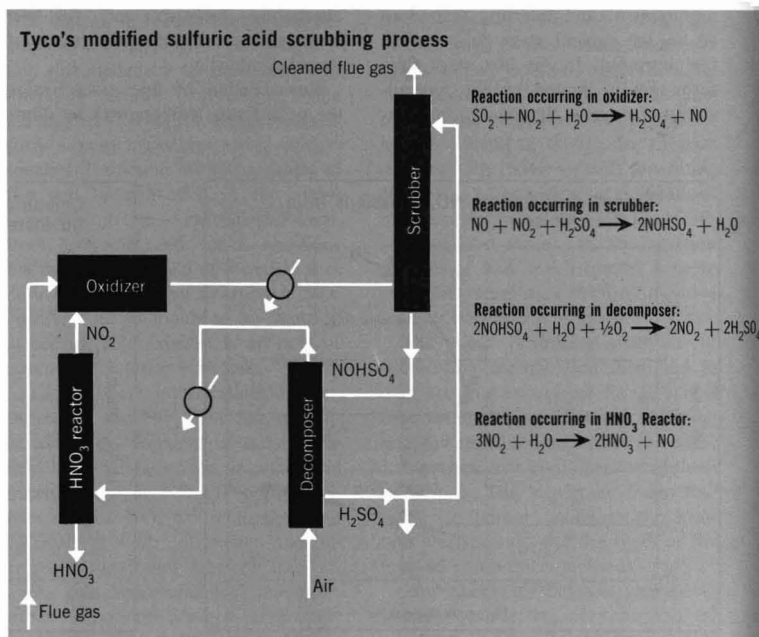 Tyco's modified sulfuric acid scrubbing process
Cleaned flue gas
Scrubber
Oxidizer
NO₂
HNO₃ reactor
NOHSO₄
Decomposer
H₂SO₄
HNO₃
Air
Flue gas
Reaction occurring in oxidizer:
SO₂ + NO₂ + H₂O → H₂SO₄ + NO
Reaction occurring in scrubber:
NO + NO₂ + H₂SO₄ → 2NOHSO₄ + H₂O
Reaction occurring in decomposer:
2NOHSO₄ + H₂O + ½O₂ → 2NO₂ + 2H₂SO₄
Reaction occurring in HNO₃ Reactor:
3NO₂ + H₂O → 2HNO₃ + NO